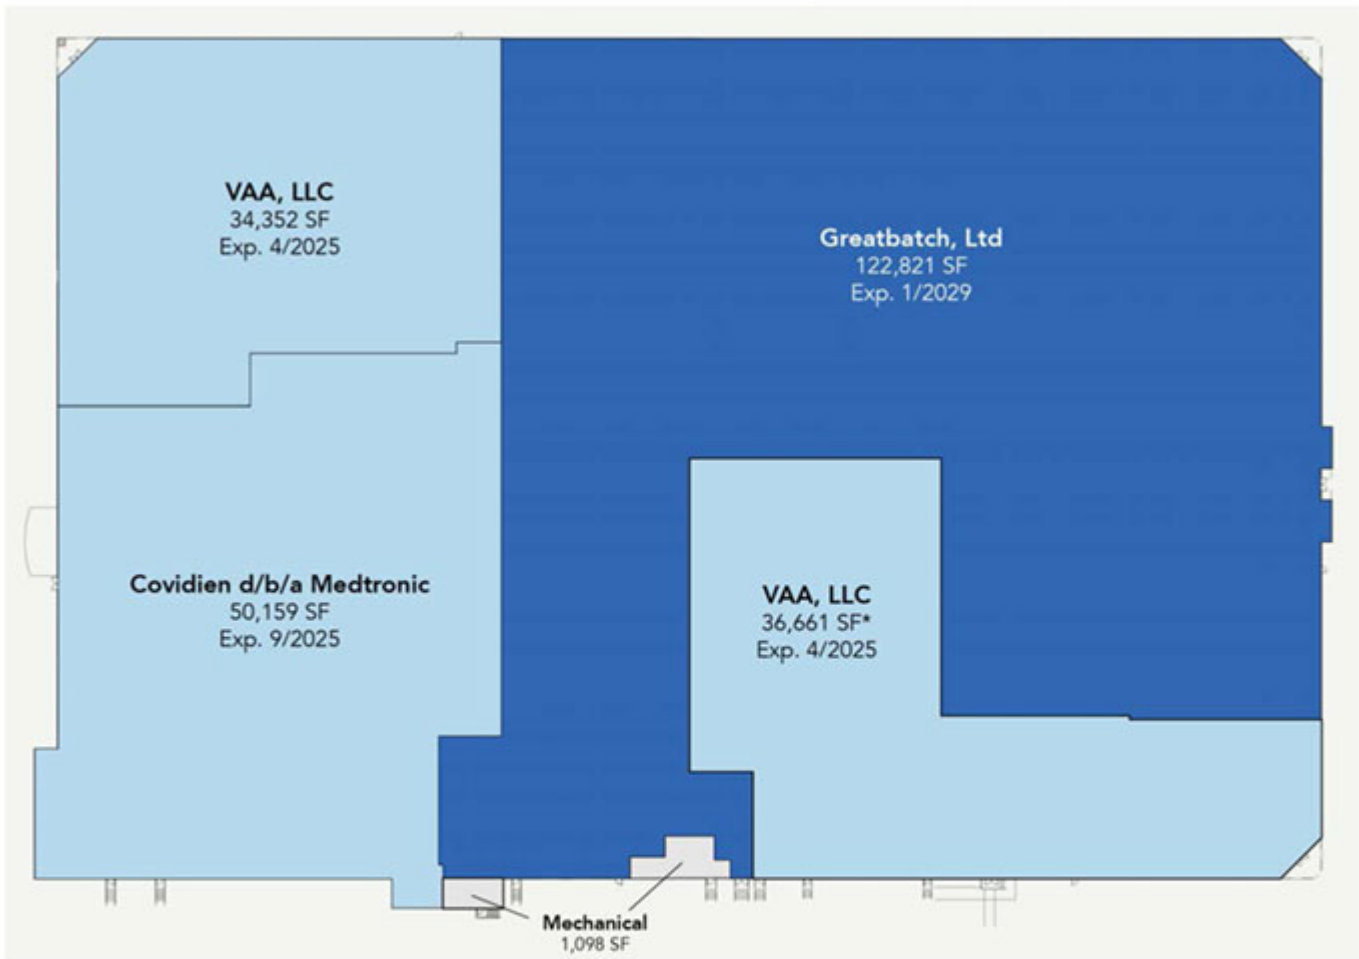 VAA, LLC
34,352 SF
Exp. 4/2025
Greatbatch, Ltd
122,821 SF
Exp. 1/2029
Covidien d/b/a Medtronic
50,159 SF
Exp. 9/2025
VAA, LLC
36,661 SF*
Exp. 4/2025
Mechanical
1,098 SF